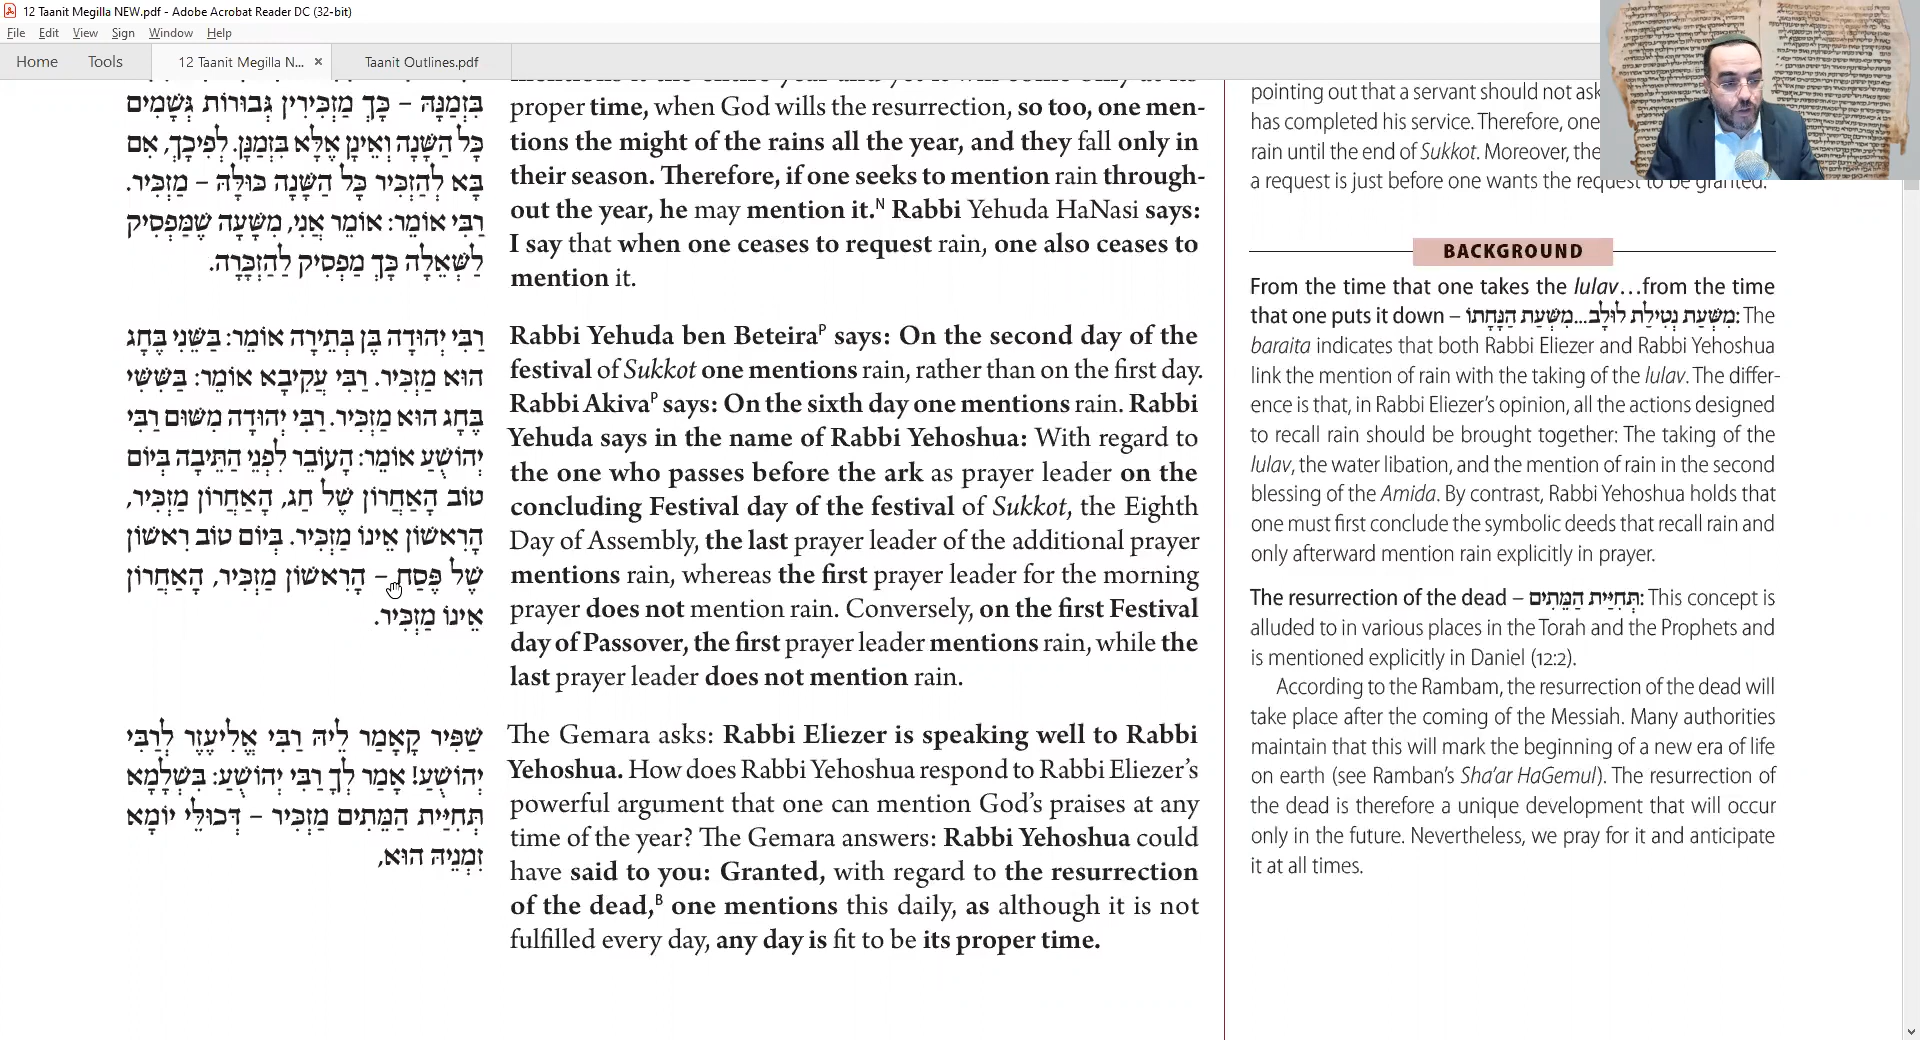 12 Taanit Megilla NEW.pdf - Adobe Acrobat Reader DC (32-bit)
File Edit View Sign Window Help
Home Tools 12 Taanit Megilla N... × Taanit Outlines.pdf
בִּזְמַנָּהּ – כָּךְ מַזְכִּירִין גְּבוּרוֹת גְּשָׁמִים
כָּל הַשָּׁנָה וְאֵינָן אֶלָּא בִּזְמַנָּן. לְפִיכָךְ, אִם
בָּא לְהַזְכִּיר כָּל הַשָּׁנָה כּוּלָּהּ – מַזְכִּיר.
רַבִּי אוֹמֵר: אוֹמֵר אֲנִי, מִשָּׁעָה שֶׁמַּפְסִיק
לַשְּׁאֵלָה כָּךְ מַפְסִיק לַהַזְכָּרָה.
רַבִּי יְהוּדָה בֶּן בְּתֵירָה אוֹמֵר: בַּשֵּׁנִי בֶּחָג
הוּא מַזְכִּיר. רַבִּי עֲקִיבָא אוֹמֵר: בַּשִּׁשִּׁי
בֶּחָג הוּא מַזְכִּיר. רַבִּי יְהוּדָה מִשּׁוּם רַבִּי
יְהוֹשֻׁעַ אוֹמֵר: הָעוֹבֵר לִפְנֵי הַתֵּיבָה בְּיוֹם
טוֹב הָאַחֲרוֹן שֶׁל חַג, הָאַחֲרוֹן מַזְכִּיר,
הָרִאשׁוֹן אֵינוֹ מַזְכִּיר. בְּיוֹם טוֹב רִאשׁוֹן
שֶׁל פֶּסַח – הָרִאשׁוֹן מַזְכִּיר, הָאַחֲרוֹן
אֵינוֹ מַזְכִּיר.
שַׁפִּיר קָאָמַר לֵיהּ רַבִּי אֱלִיעֶזֶר לְרַבִּי
יְהוֹשֻׁעַ! אָמַר לְךָ רַבִּי יְהוֹשֻׁעַ: בִּשְׁלָמָא
תְּחִיַּית הַמֵּתִים מַזְכִּיר – דְּכוּלֵּי יוֹמָא
זִמְנֵיהּ הוּא,
proper time, when God wills the resurrection, so too, one men-
tions the might of the rains all the year, and they fall only in
their season. Therefore, if one seeks to mention rain through-
out the year, he may mention it.ᴺ Rabbi Yehuda HaNasi says:
I say that when one ceases to request rain, one also ceases to
mention it.
Rabbi Yehuda ben Beteiraᴾ says: On the second day of the
festival of Sukkot one mentions rain, rather than on the first day.
Rabbi Akivaᴾ says: On the sixth day one mentions rain. Rabbi
Yehuda says in the name of Rabbi Yehoshua: With regard to
the one who passes before the ark as prayer leader on the
concluding Festival day of the festival of Sukkot, the Eighth
Day of Assembly, the last prayer leader of the additional prayer
mentions rain, whereas the first prayer leader for the morning
prayer does not mention rain. Conversely, on the first Festival
day of Passover, the first prayer leader mentions rain, while the
last prayer leader does not mention rain.
The Gemara asks: Rabbi Eliezer is speaking well to Rabbi
Yehoshua. How does Rabbi Yehoshua respond to Rabbi Eliezer's
powerful argument that one can mention God's praises at any
time of the year? The Gemara answers: Rabbi Yehoshua could
have said to you: Granted, with regard to the resurrection
of the dead,ᴮ one mentions this daily, as although it is not
fulfilled every day, any day is fit to be its proper time.
pointing out that a servant should not ask
has completed his service. Therefore, one
rain until the end of Sukkot. Moreover, the
a request is just before one wants the request to be granted.
BACKGROUND
From the time that one takes the lulav…from the time
that one puts it down – מִשְּׁעַת נְטִילַת לוּלָב...מִשְּׁעַת הַנָּחָתוֹ: The
baraita indicates that both Rabbi Eliezer and Rabbi Yehoshua
link the mention of rain with the taking of the lulav. The differ-
ence is that, in Rabbi Eliezer's opinion, all the actions designed
to recall rain should be brought together: The taking of the
lulav, the water libation, and the mention of rain in the second
blessing of the Amida. By contrast, Rabbi Yehoshua holds that
one must first conclude the symbolic deeds that recall rain and
only afterward mention rain explicitly in prayer.
The resurrection of the dead – תְּחִיַּית הַמֵּתִים: This concept is
alluded to in various places in the Torah and the Prophets and
is mentioned explicitly in Daniel (12:2).
According to the Rambam, the resurrection of the dead will
take place after the coming of the Messiah. Many authorities
maintain that this will mark the beginning of a new era of life
on earth (see Ramban's Sha'ar HaGemul). The resurrection of
the dead is therefore a unique development that will occur
only in the future. Nevertheless, we pray for it and anticipate
it at all times.